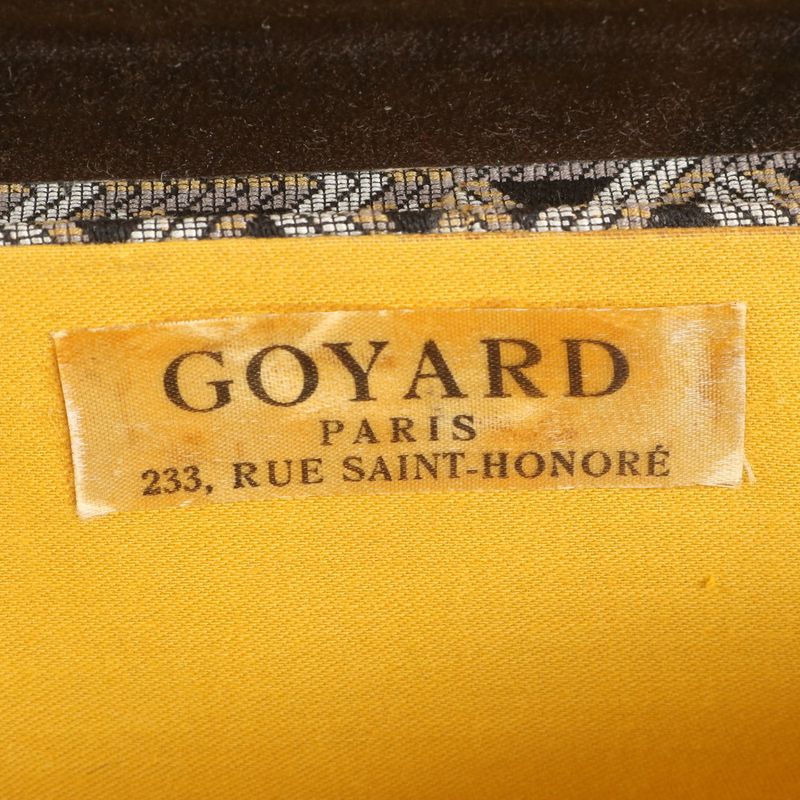 GOYARD
PARIS
233, RUE SAINT-HONORÉ